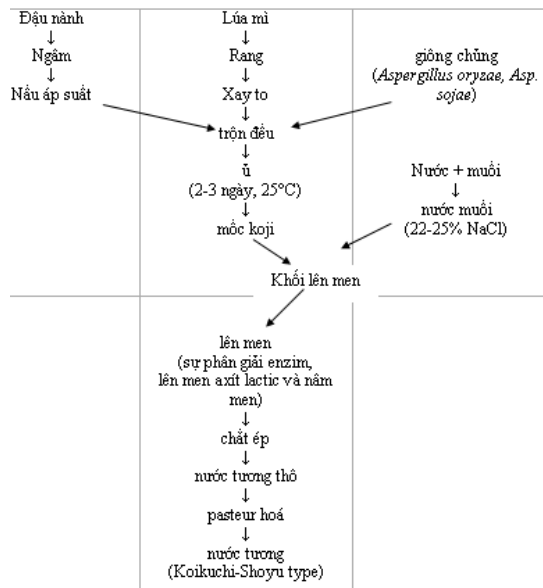 Đậu nành
↓
Ngâm
↓
Nấu áp suất
Lúa mì
↓
Rang
↓
Xay to
↓
trộn đều
↓
ủ
(2-3 ngày, 25°C)
↓
mốc koji
giống chủng
(Aspergillus oryzae, Asp.
sojae)
Nước + muối
↓
nước muối
(22-25% NaCl)
Khối lên men
lên men
(sự phân giải enzim,
lên men axít lactic và nấm
men)
↓
chắt ép
↓
nước tương thô
↓
pasteur hoá
↓
nước tương
(Koikuchi-Shoyu type)